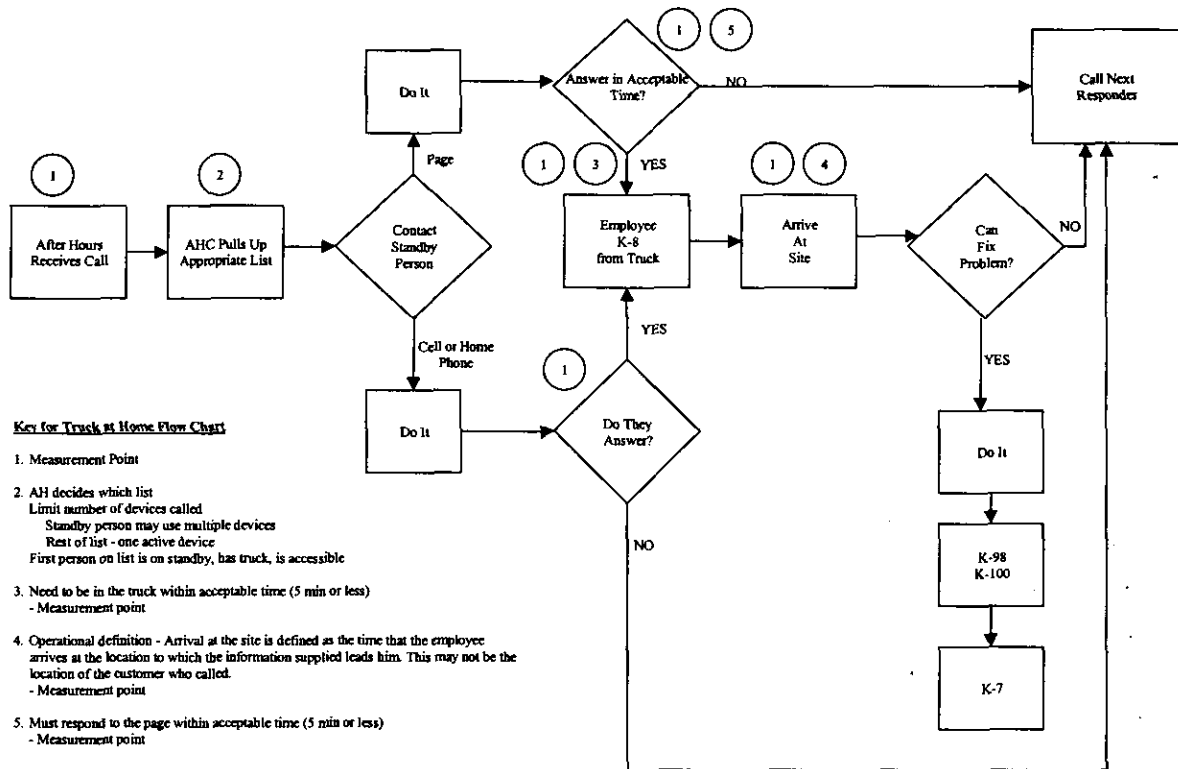 1 5
Do It
Answer in Acceptable
Time?
NO
Call Next
Responder
Page
1 3
YES
1 4
1
2
After Hours
Receives Call
AHC Pulls Up
Appropriate List
Contact
Standby
Person
Employee
K-8
from Truck
Arrive
At
Site
Can
Fix
Problem?
NO
Cell or Home
Phone
YES
1
YES
Do It
Do They
Answer?
NO
Do It
K-98
K-100
K-7
Key for Truck at Home Flow Chart
1. Measurement Point
2. AH decides which list
Limit number of devices called
Standby person may use multiple devices
Rest of list - one active device
First person on list is on standby, has truck, is accessible
3. Need to be in the truck within acceptable time (5 min or less)
- Measurement point
4. Operational definition - Arrival at the site is defined as the time that the employee
arrives at the location to which the information supplied leads him. This may not be the
location of the customer who called.
- Measurement point
5. Must respond to the page within acceptable time (5 min or less)
- Measurement point